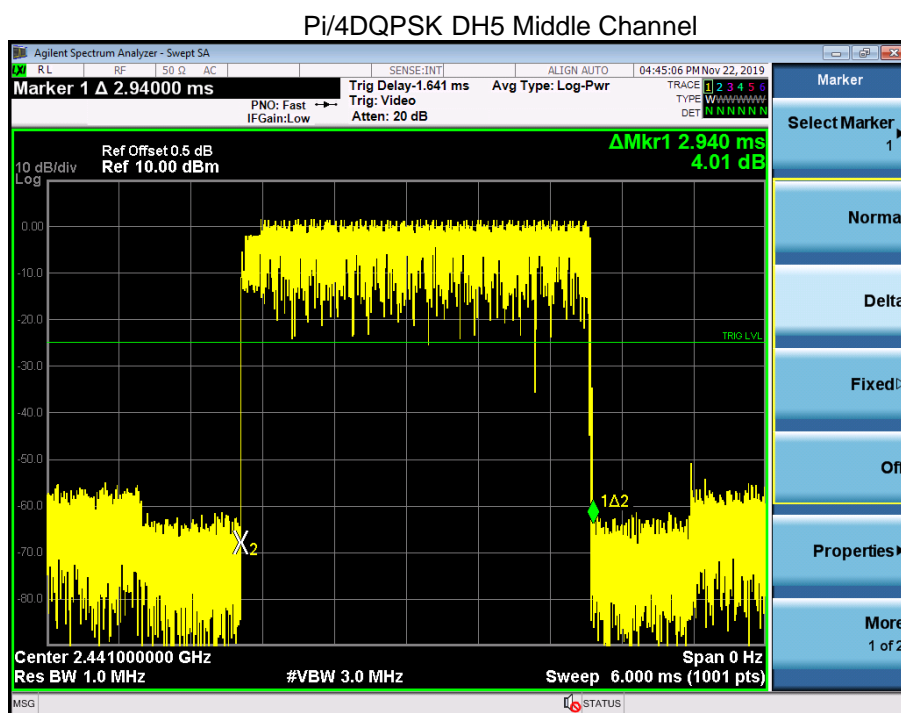 Pi/4DQPSK DH5 Middle Channel
Agilent Spectrum Analyzer - Swept SA
LXI RL RF 50 Ω AC SENSE:INT ALIGN AUTO 04:45:06 PM Nov 22, 2019
Marker 1 Δ 2.94000 ms
PNO: Fast
IFGain:Low
Trig Delay-1.641 ms
Trig: Video
Atten: 20 dB
Avg Type: Log-Pwr
TRACE 1 2 3 4 5 6
TYPE WWWWWW
DET N N N N N N
Marker
Select Marker
1
Norma
Delta
Fixed
Off
Properties
More
1 of 2
ΔMkr1 2.940 ms
4.01 dB
Ref Offset 0.5 dB
10 dB/div Ref 10.00 dBm
Log
0.00
-10.0
-20.0
TRIG LVL
-30.0
-40.0
-50.0
-60.0
1Δ2
X2
-70.0
-80.0
Center 2.441000000 GHz Span 0 Hz
Res BW 1.0 MHz #VBW 3.0 MHz Sweep 6.000 ms (1001 pts)
MSG STATUS